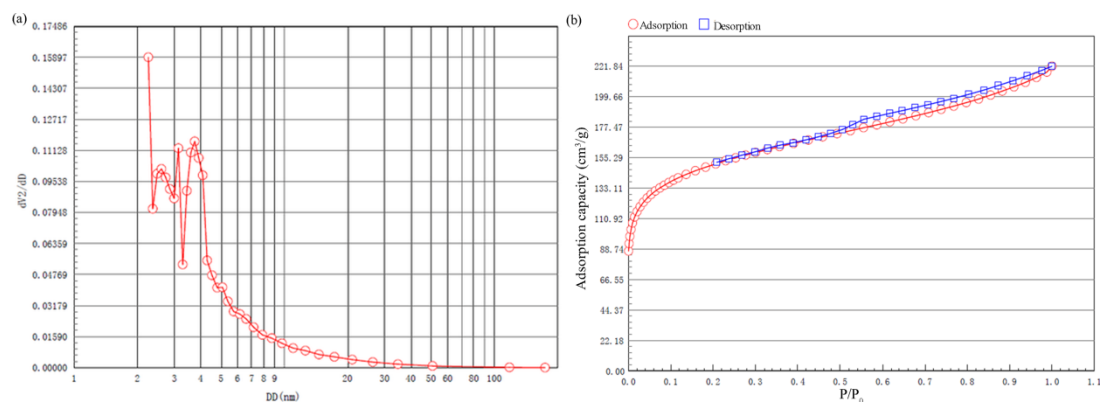 (a)
0.17486
0.15897
0.14307
0.12717
0.11128
0.09538
0.07948
0.06359
0.04769
0.03179
0.01590
0.00000
dV2/dD
1 2 3 4 5 6 7 8 9 20 30 40 50 60 80 100
DD(nm)
(b)
Adsorption Desorption
221.84
199.66
177.47
155.29
133.11
110.92
88.74
66.55
44.37
22.18
0.00
Adsorption capacity (cm³/g)
0.0 0.1 0.2 0.3 0.4 0.5 0.6 0.7 0.8 0.9 1.0 1.1
P/P₀